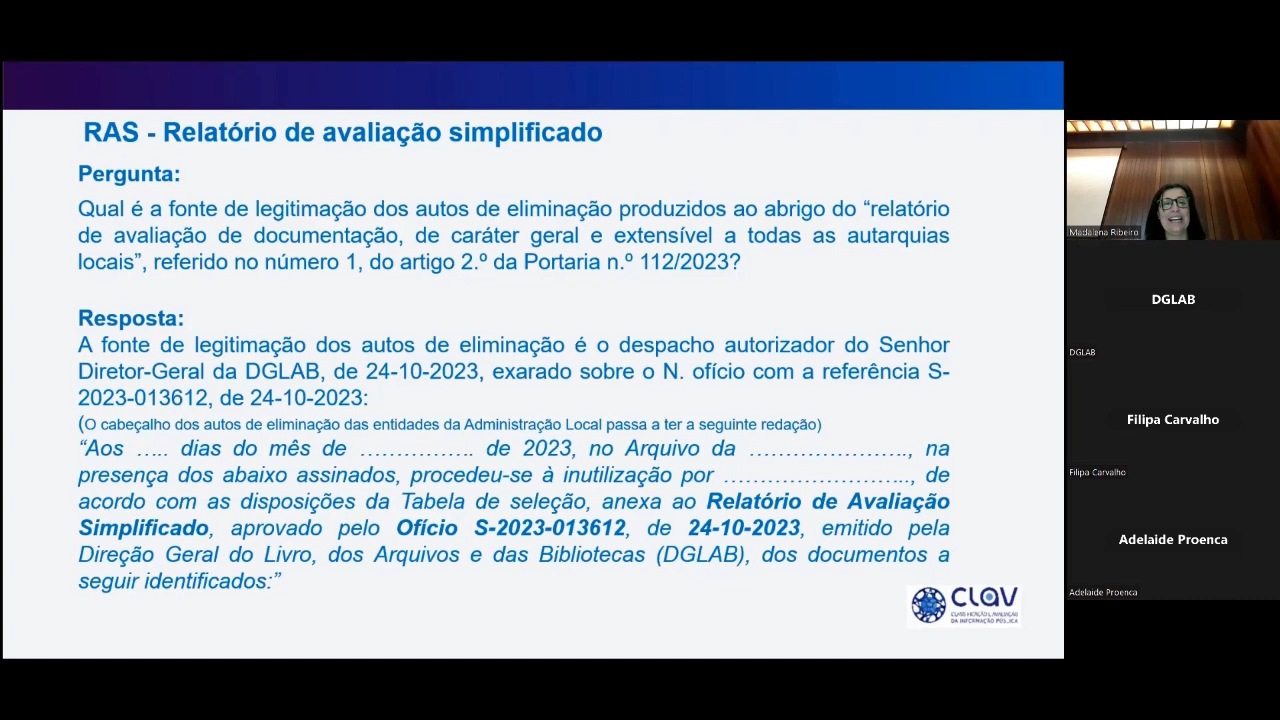 RAS - Relatório de avaliação simplificado
Pergunta:
Qual é a fonte de legitimação dos autos de eliminação produzidos ao abrigo do “relatório
de avaliação de documentação, de caráter geral e extensível a todas as autarquias
locais”, referido no número 1, do artigo 2.º da Portaria n.º 112/2023?
Resposta:
A fonte de legitimação dos autos de eliminação é o despacho autorizador do Senhor
Diretor-Geral da DGLAB, de 24-10-2023, exarado sobre o N. ofício com a referência S-
2023-013612, de 24-10-2023:
(O cabeçalho dos autos de eliminação das entidades da Administração Local passa a ter a seguinte redação)
“Aos ….. dias do mês de …………….. de 2023, no Arquivo da …………………., na
presença dos abaixo assinados, procedeu-se à inutilização por …………………….., de
acordo com as disposições da Tabela de seleção, anexa ao Relatório de Avaliação
Simplificado, aprovado pelo Ofício S-2023-013612, de 24-10-2023, emitido pela
Direção Geral do Livro, dos Arquivos e das Bibliotecas (DGLAB), dos documentos a
seguir identificados:”
CLAV
CLASSIFICAÇÃO E AVALIAÇÃO
DA INFORMAÇÃO PÚBLICA
Madalena Ribeiro
DGLAB
DGLAB
Filipa Carvalho
Filipa Carvalho
Adelaide Proenca
Adelaide Proenca